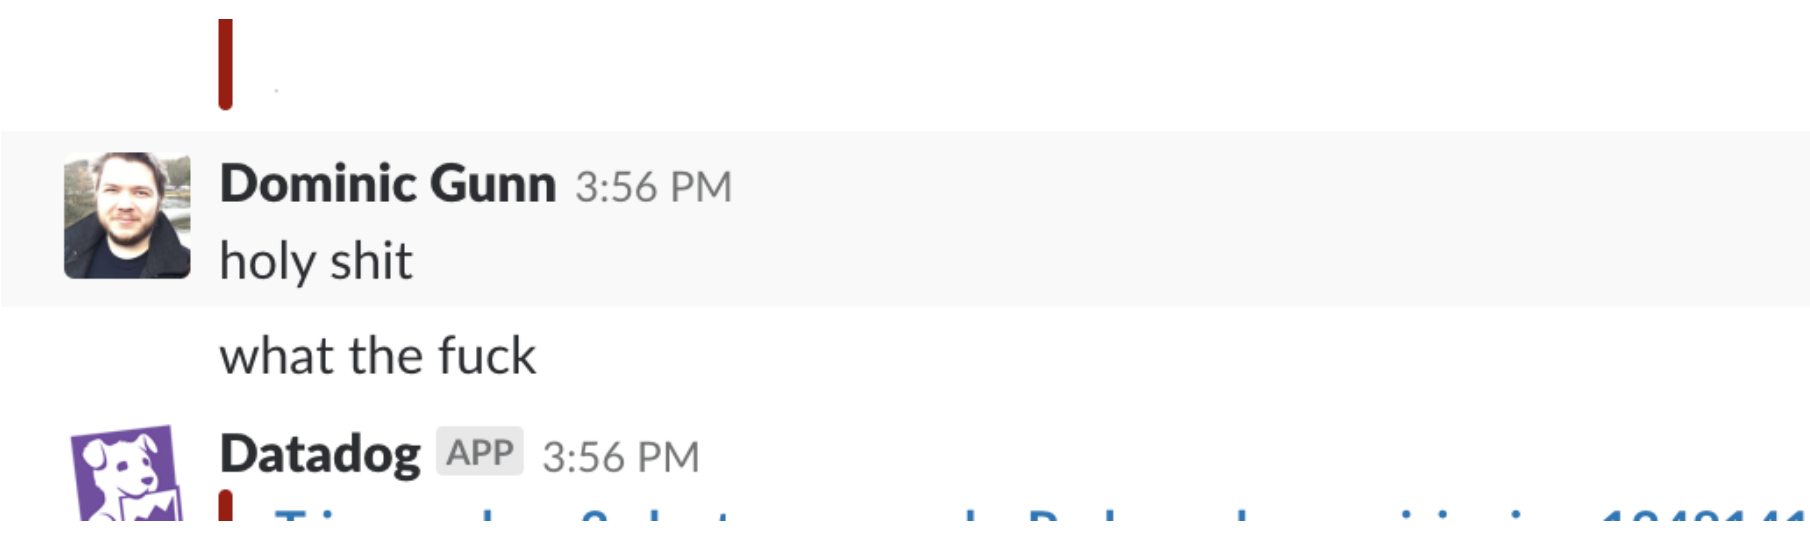 Dominic Gunn 3:56 PM
holy shit
what the fuck
Datadog APP 3:56 PM